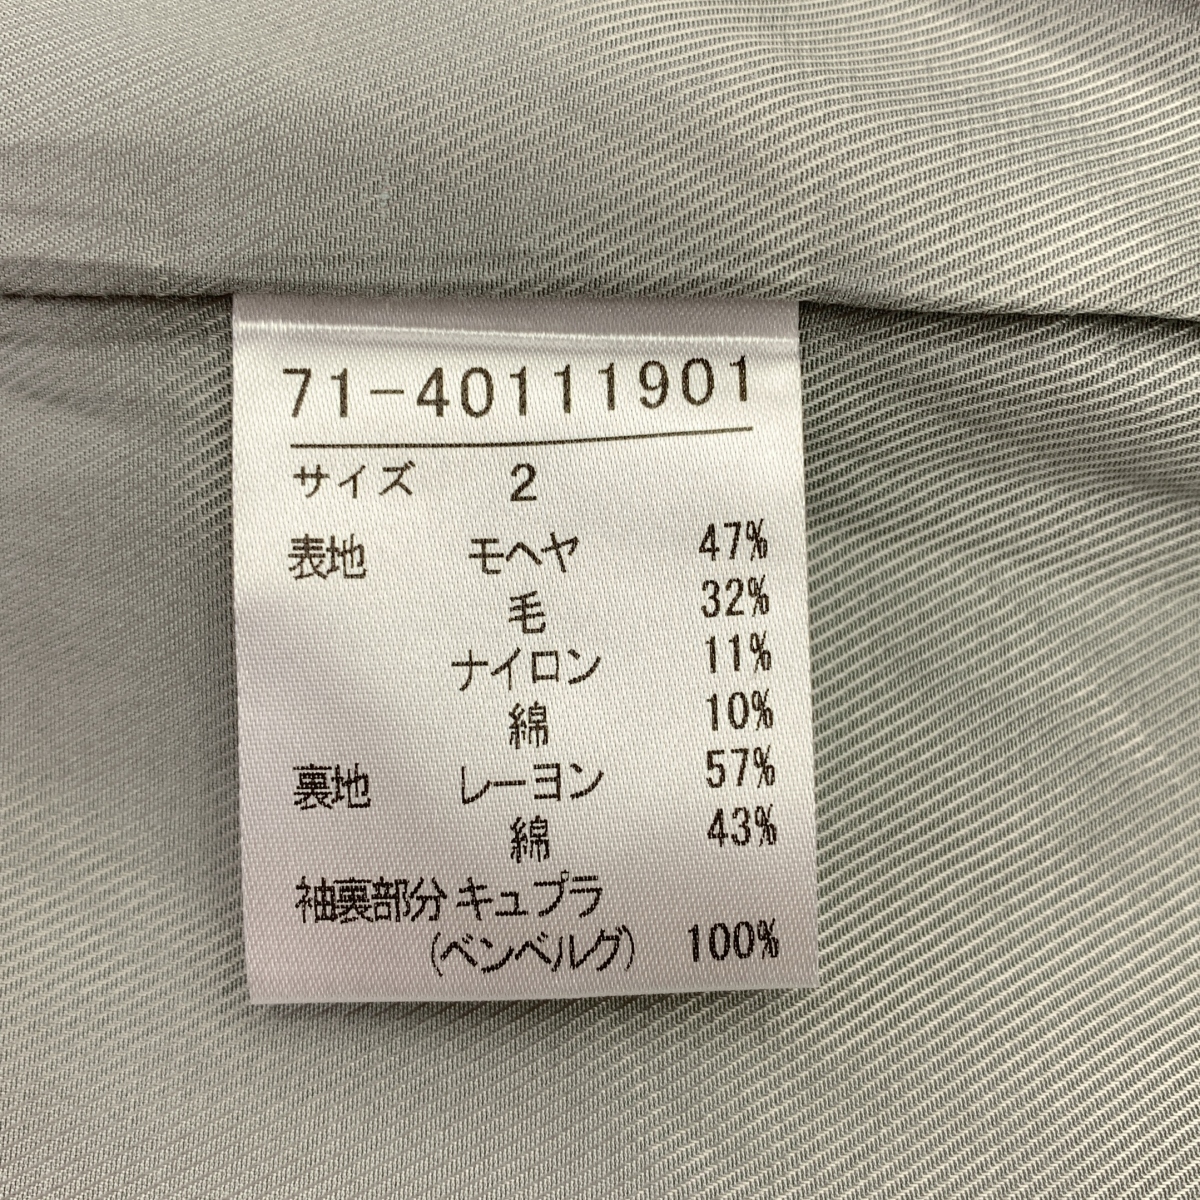 71-40111901
サイズ 2
表地 モヘヤ 47%
毛 32%
ナイロン 11%
綿 10%
裏地 レーヨン 57%
綿 43%
袖裏部分 キュプラ
(ベンベルグ) 100%